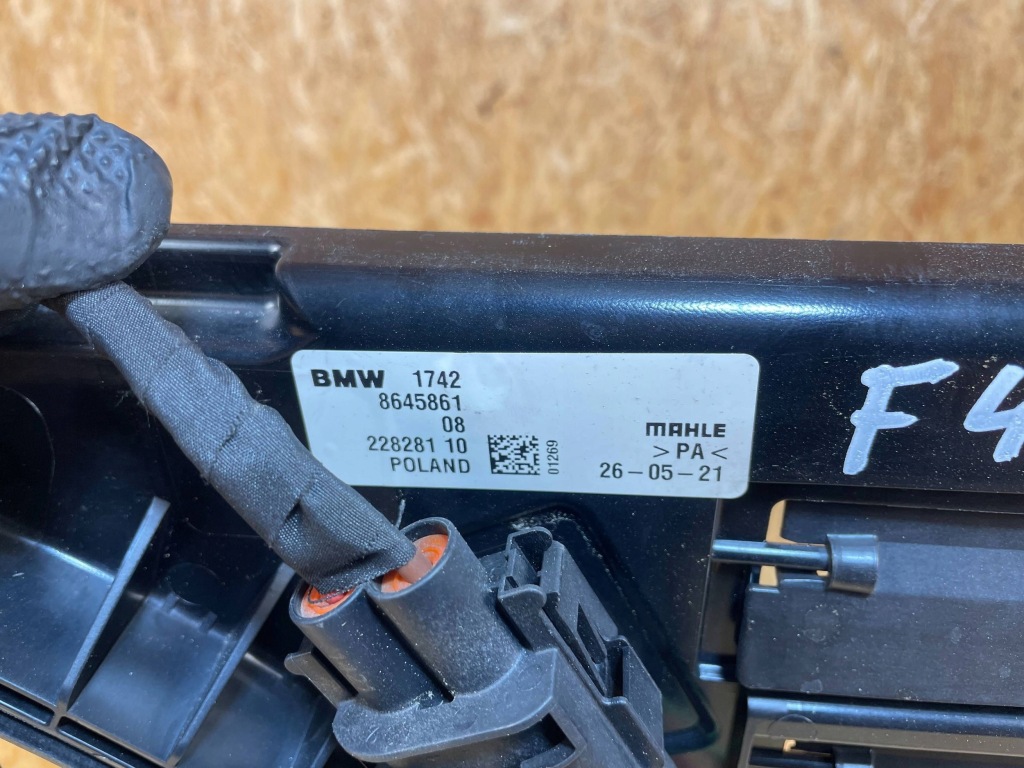 BMW 1742
8645861
08
228281 10
POLAND
01269
MAHLE
>PA<
26-05-21
F4